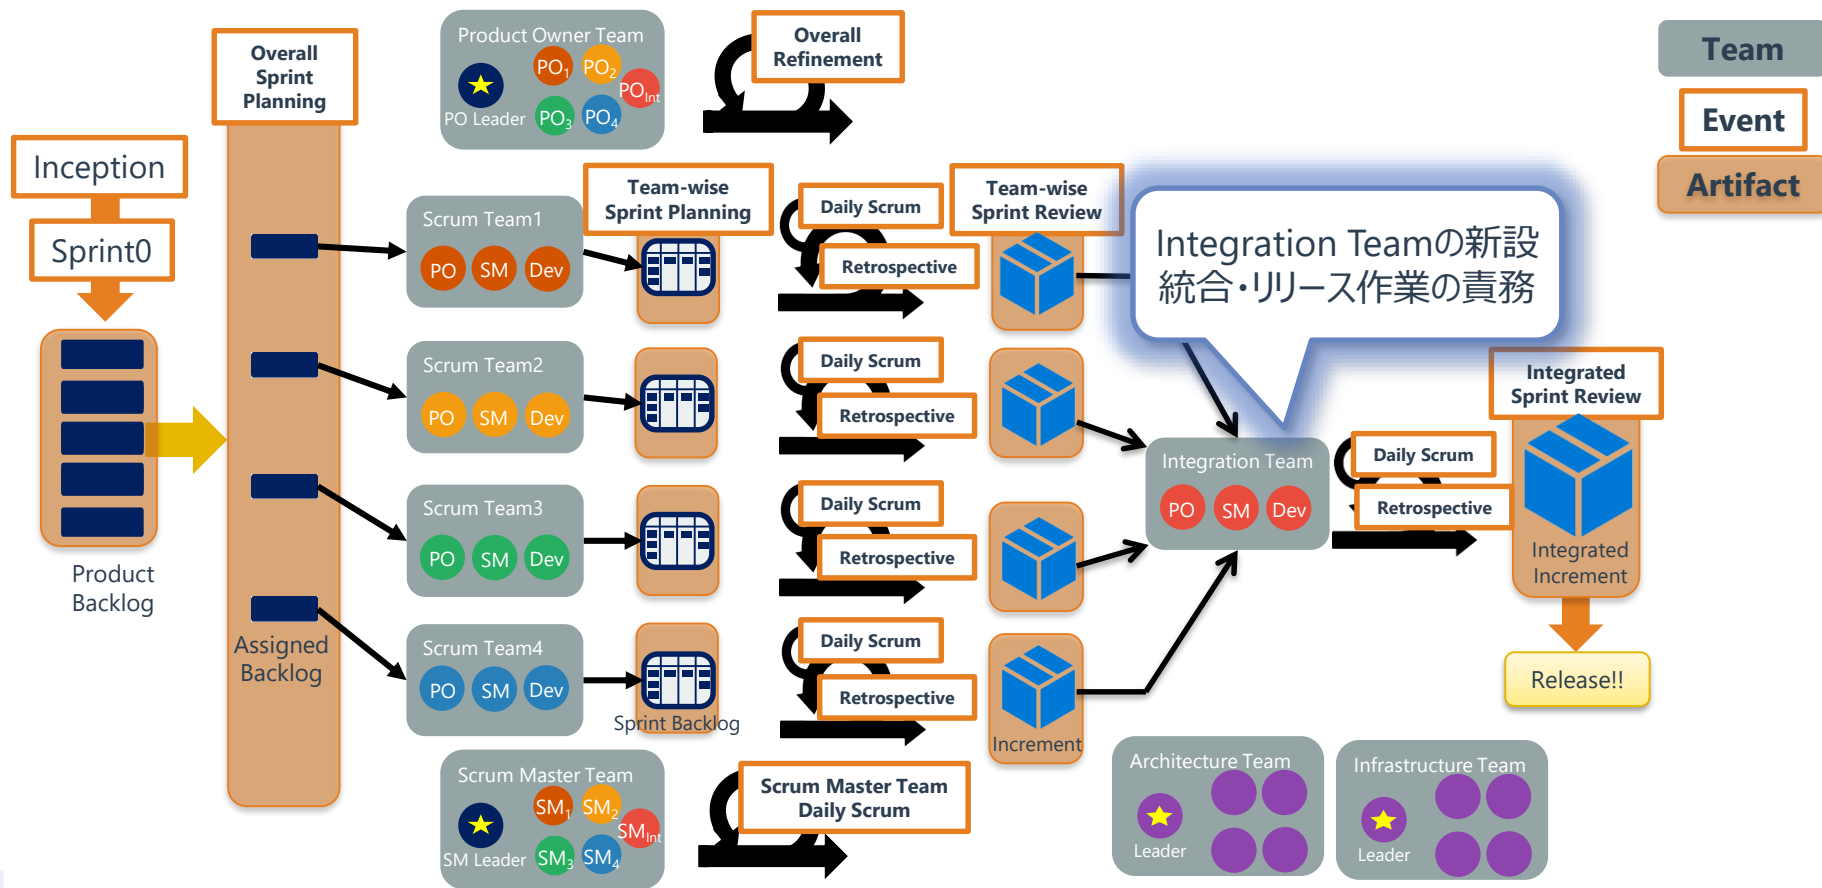 Team
Event
Artifact
Inception
Sprint0
Product
Backlog
Overall
Sprint
Planning
Assigned
Backlog
Product Owner Team
PO Leader
PO1
PO2
POInt
PO3
PO4
Overall
Refinement
Scrum Team1
PO
SM
Dev
Team-wise
Sprint Planning
Daily Scrum
Retrospective
Team-wise
Sprint Review
Scrum Team2
PO
SM
Dev
Daily Scrum
Retrospective
Scrum Team3
PO
SM
Dev
Daily Scrum
Retrospective
Scrum Team4
PO
SM
Dev
Sprint Backlog
Daily Scrum
Retrospective
Increment
Scrum Master Team
SM Leader
SM1
SM2
SMInt
SM3
SM4
Scrum Master Team
Daily Scrum
Integration Teamの新設
統合・リリース作業の責務
Integration Team
PO
SM
Dev
Daily Scrum
Retrospective
Integrated
Sprint Review
Integrated
Increment
Release!!
Architecture Team
Leader
Infrastructure Team
Leader